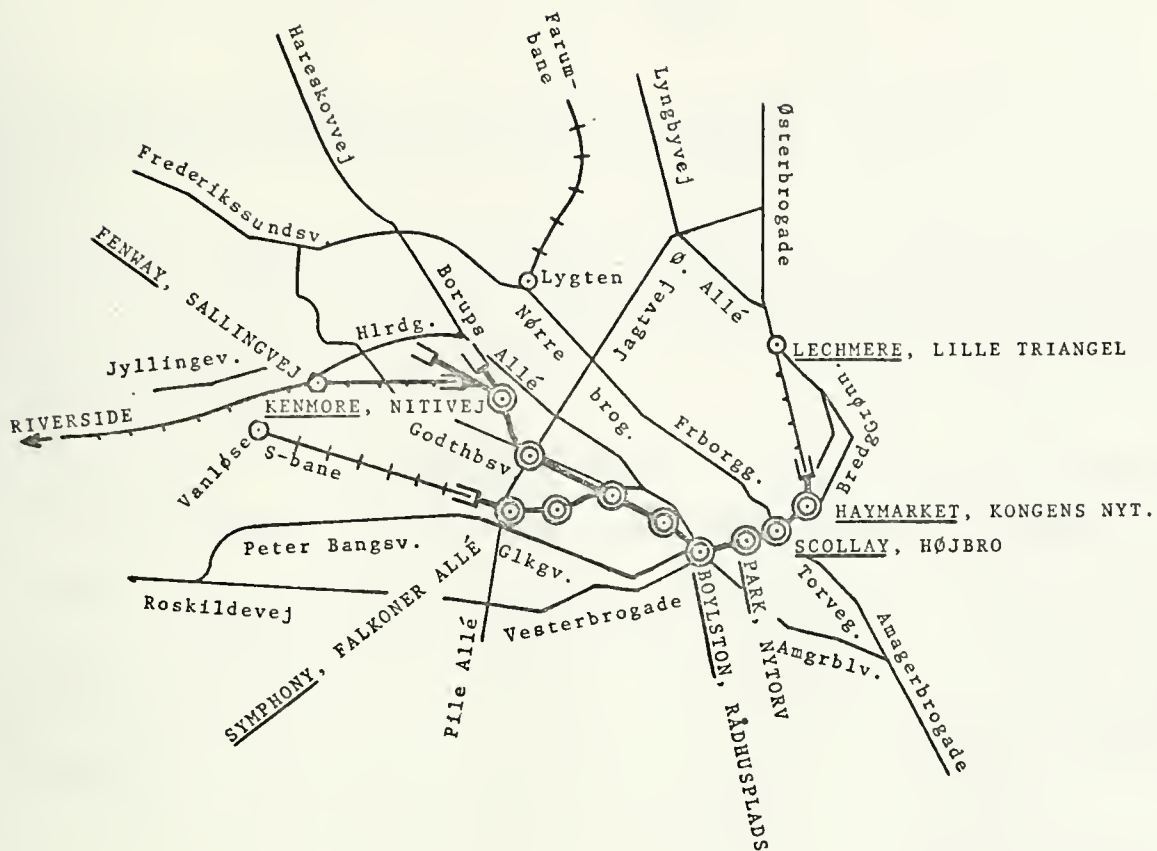 Hareskovvej
Farum-
bane
Lyngbyvej
Østerbrogade
Frederikssundsv.
FENWAY, SALLINGVEJ
Borups
Allé
Lygten
Nørre
brog.
Jagtvej
Ø. Allé
Hlrdg.
Jyllingev.
LECHMERE, LILLE TRIANGEL
RIVERSIDE
KENMORE, NITIVEJ
Bred&Grønn.
Godthbsv
Frborgg.
Vanløse
S-bane
HAYMARKET, KONGENS NYT.
SCOLLAY, HØJBRO
Peter Bangsv.
Glkgv.
Roskildevej
Vesterbrogade
Torveg.
Amgrblv.
Amagerbrogade
SYMPHONY, FALKONER ALLÉ
Pile Allé
BOYLSTON, RÅDHUSPLADS
PARK, NYTORV